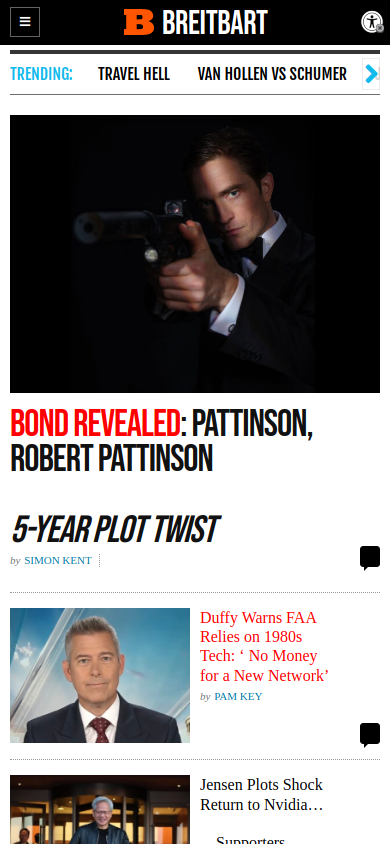 B BREITBART
TRENDING:
TRAVEL HELL
VAN HOLLEN VS SCHUMER
BOND REVEALED: PATTINSON,
ROBERT PATTINSON
5-YEAR PLOT TWIST
by SIMON KENT
Duffy Warns FAA
Relies on 1980s
Tech: ‘ No Money
for a New Network’
by PAM KEY
Jensen Plots Shock
Return to Nvidia…
Supporters